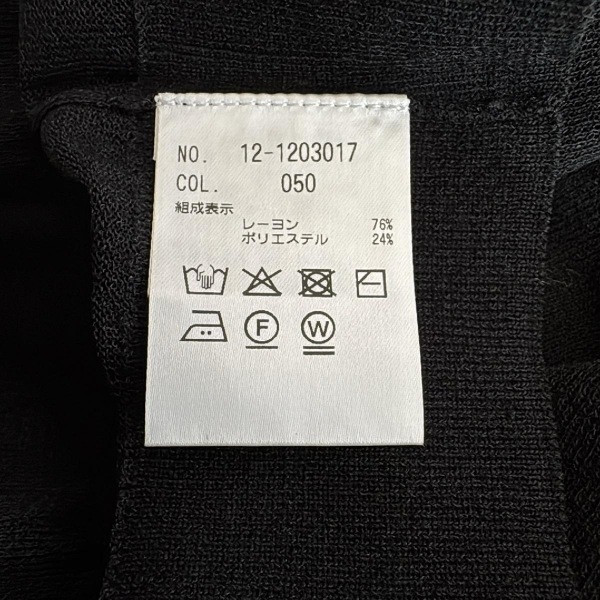 NO. 12-1203017
COL. 050
組成表示
レーヨン 76%
ポリエステル 24%
F W